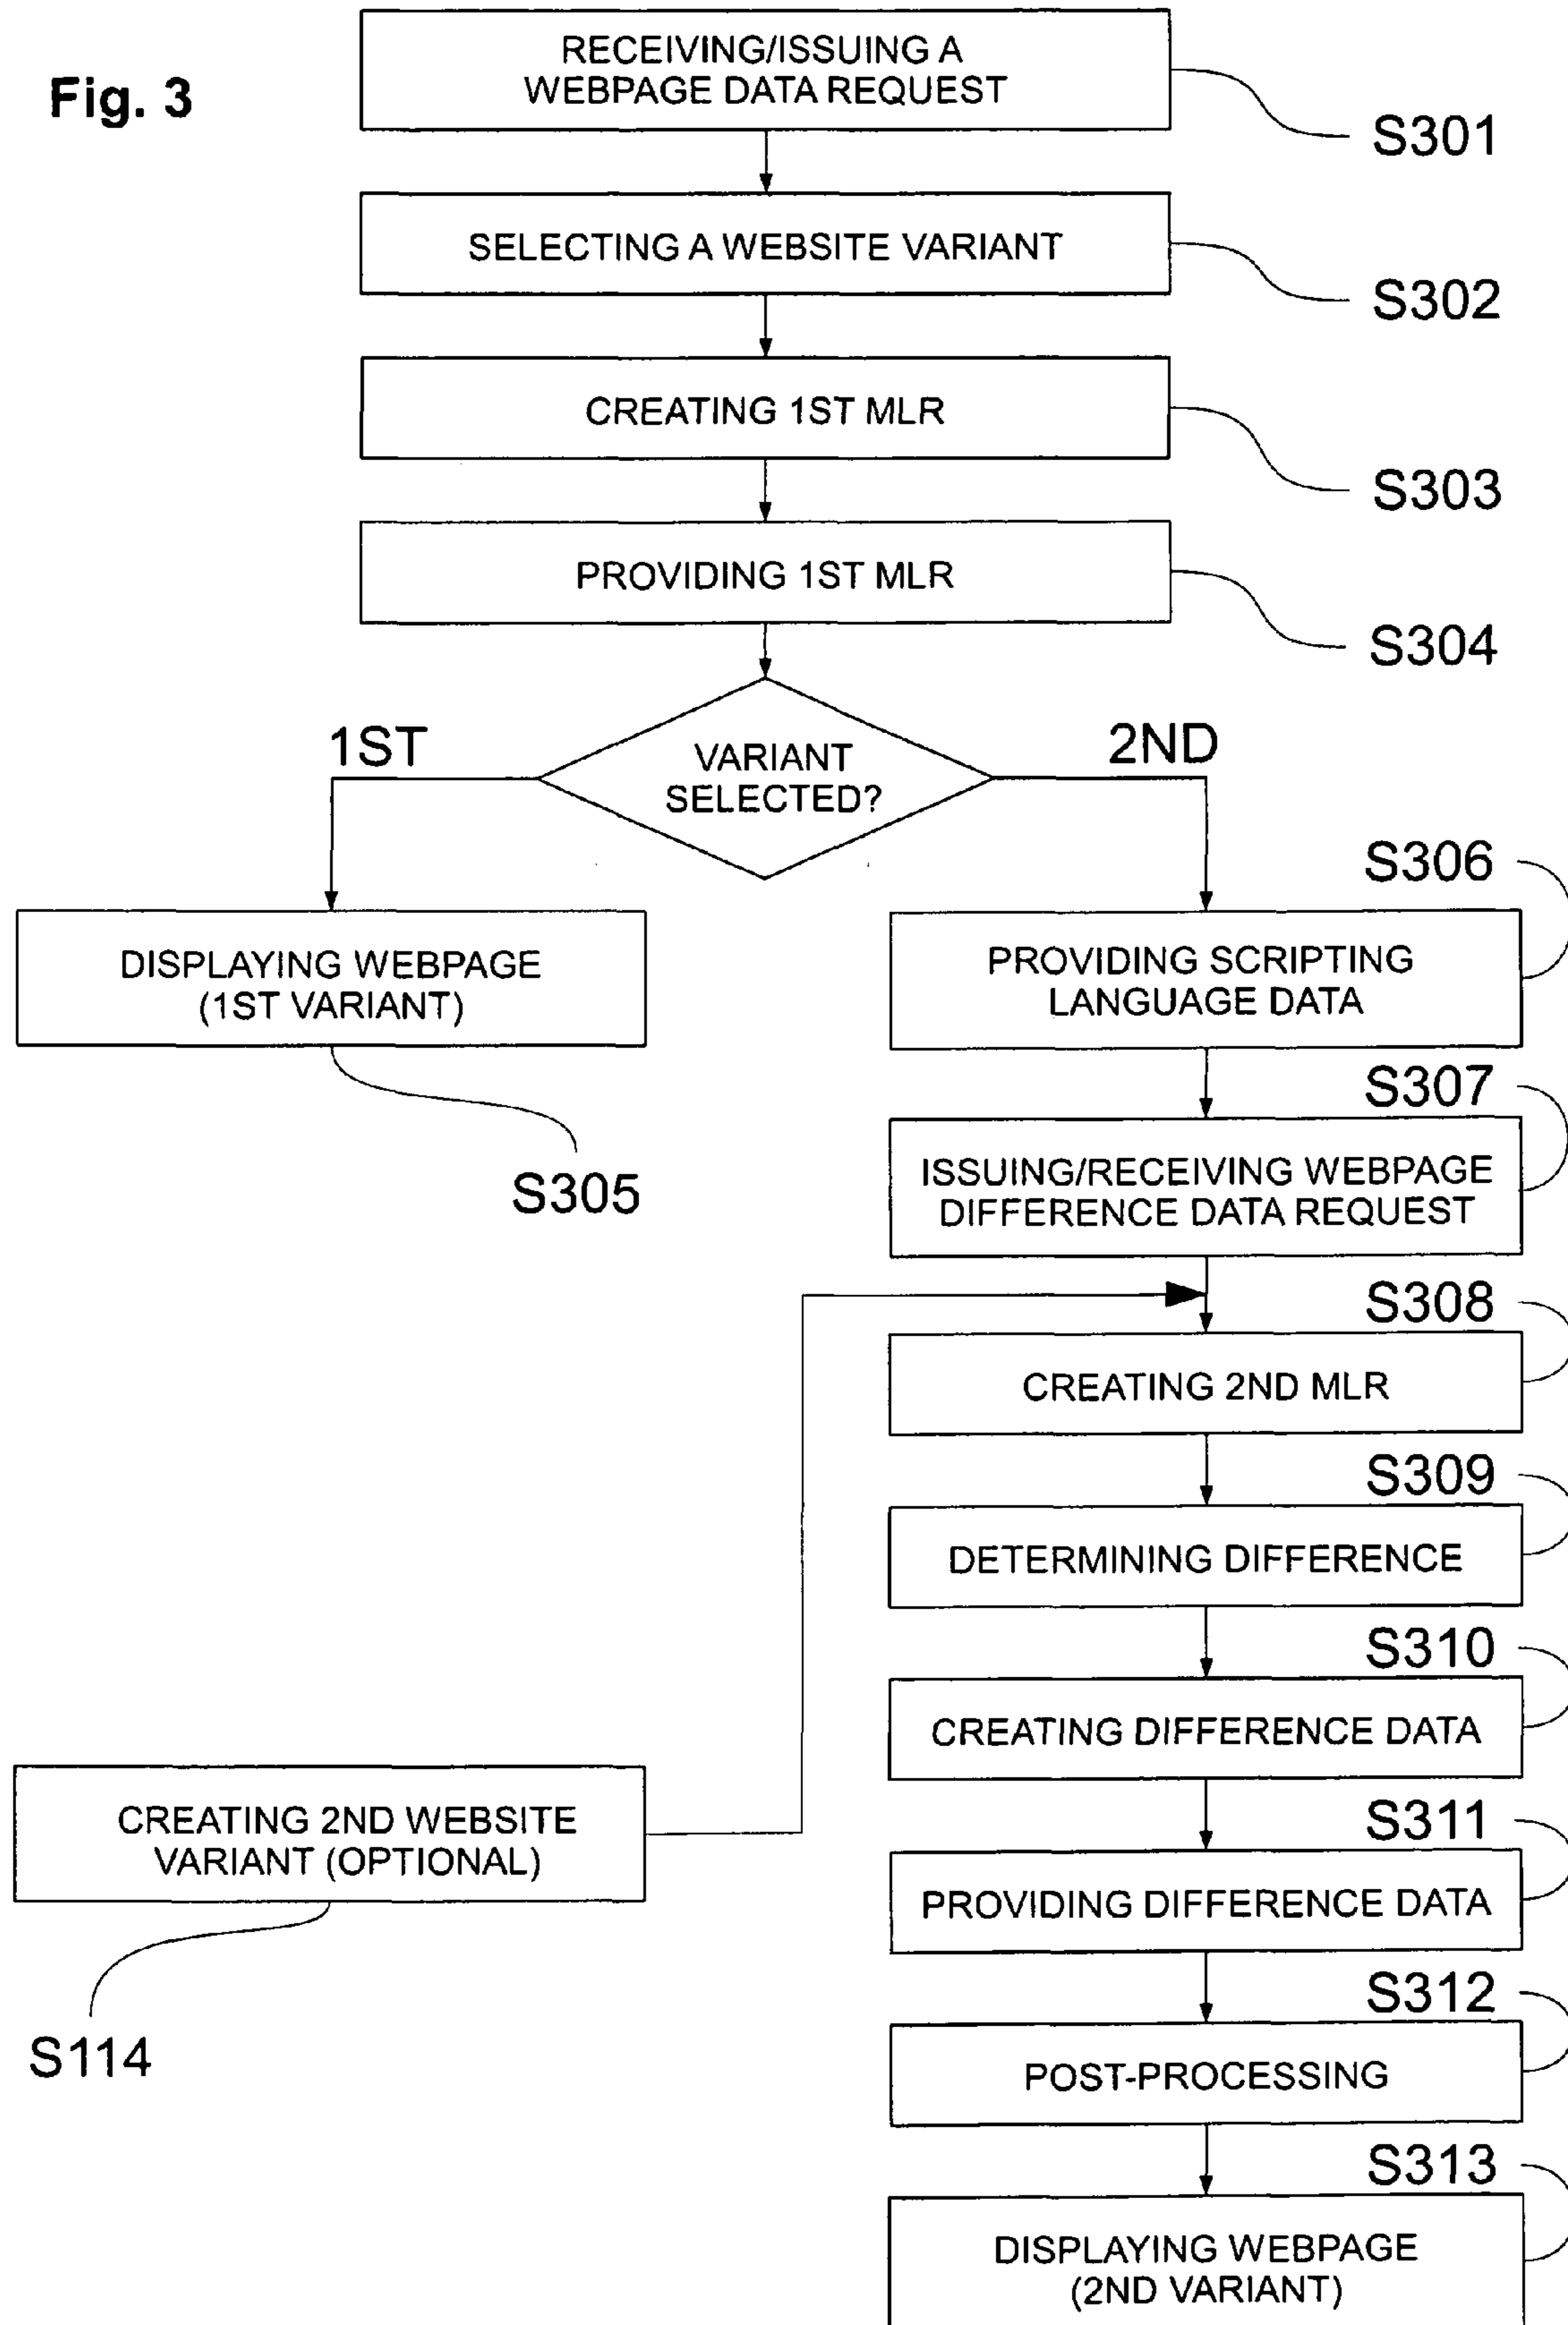 Fig. 3
RECEIVING/ISSUING A
WEBPAGE DATA REQUEST
S301
SELECTING A WEBSITE VARIANT
S302
CREATING 1ST MLR
S303
PROVIDING 1ST MLR
S304
VARIANT
SELECTED?
1ST
2ND
DISPLAYING WEBPAGE
(1ST VARIANT)
S305
S306
PROVIDING SCRIPTING
LANGUAGE DATA
S307
ISSUING/RECEIVING WEBPAGE
DIFFERENCE DATA REQUEST
S308
CREATING 2ND MLR
S309
DETERMINING DIFFERENCE
S310
CREATING DIFFERENCE DATA
CREATING 2ND WEBSITE
VARIANT (OPTIONAL)
S114
S311
PROVIDING DIFFERENCE DATA
S312
POST-PROCESSING
S313
DISPLAYING WEBPAGE
(2ND VARIANT)